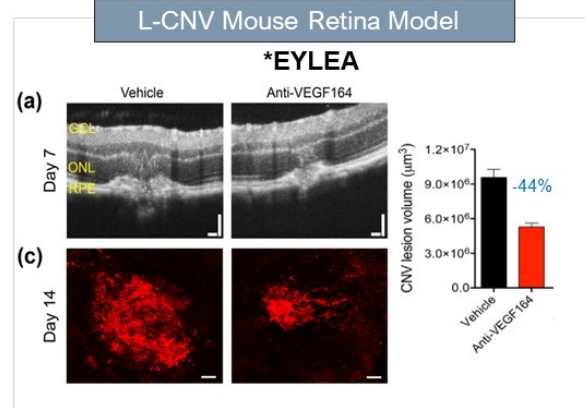 L-CNV Mouse Retina Model
*EYLEA
(a)
Vehicle
Anti-VEGF164
Day 7
GCL
ONL
RPE
(c)
Day 14
CNV lesion volume (µm³)
1.2×10⁷
9.0×10⁶
6.0×10⁶
3.0×10⁶
0.0
-44%
Vehicle
Anti-VEGF164